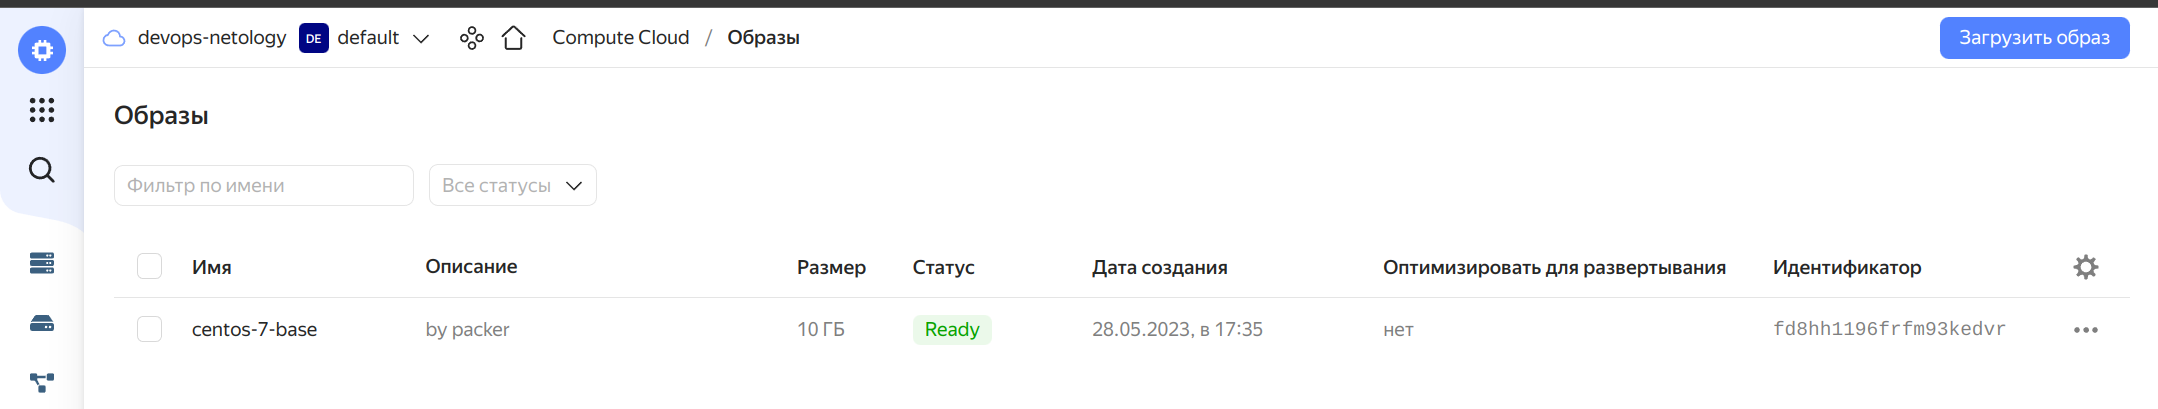 devops-netology DE default Compute Cloud / Образы Загрузить образ
Образы
Фильтр по имени Все статусы
Имя Описание Размер Статус Дата создания Оптимизировать для развертывания Идентификатор
centos-7-base by packer 10 ГБ Ready 28.05.2023, в 17:35 нет fd8hh1196frfm93kedvr